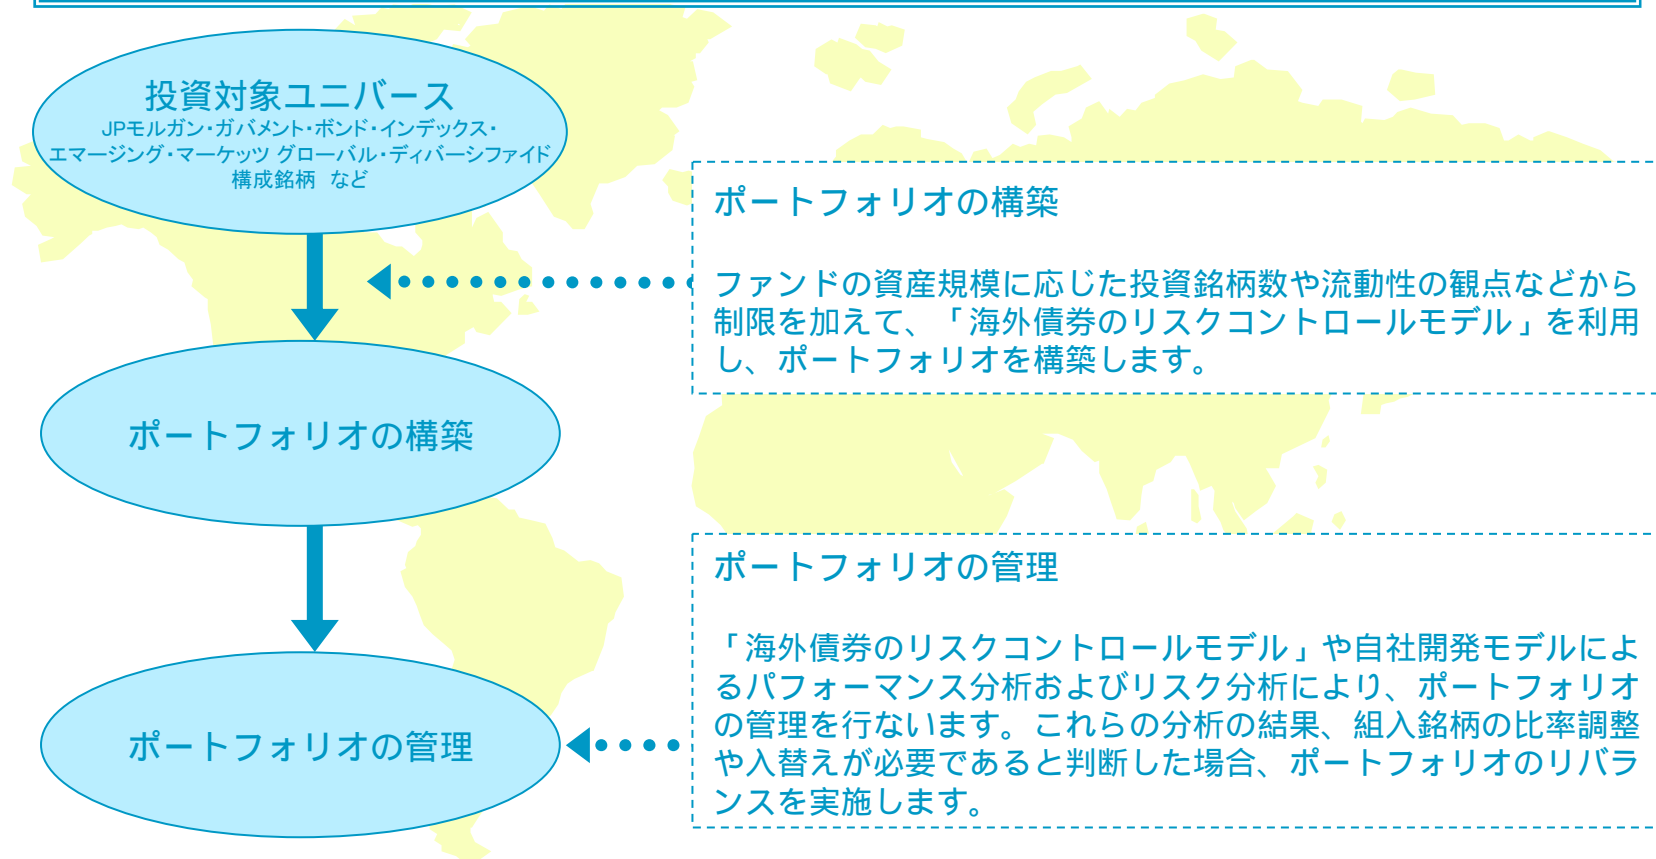 投資対象ユニバース
JPモルガン・ガバメント・ボンド・インデックス・
エマージング・マーケッツ グローバル・ディバーシファイド
構成銘柄　など
ポートフォリオの構築
ファンドの資産規模に応じた投資銘柄数や流動性の観点などから
制限を加えて、「海外債券のリスクコントロールモデル」を利用
し、ポートフォリオを構築します。
ポートフォリオの構築
ポートフォリオの管理
「海外債券のリスクコントロールモデル」や自社開発モデルによ
るパフォーマンス分析およびリスク分析により、ポートフォリオ
の管理を行ないます。これらの分析の結果、組入銘柄の比率調整
や入替えが必要であると判断した場合、ポートフォリオのリバラ
ンスを実施します。
ポートフォリオの管理